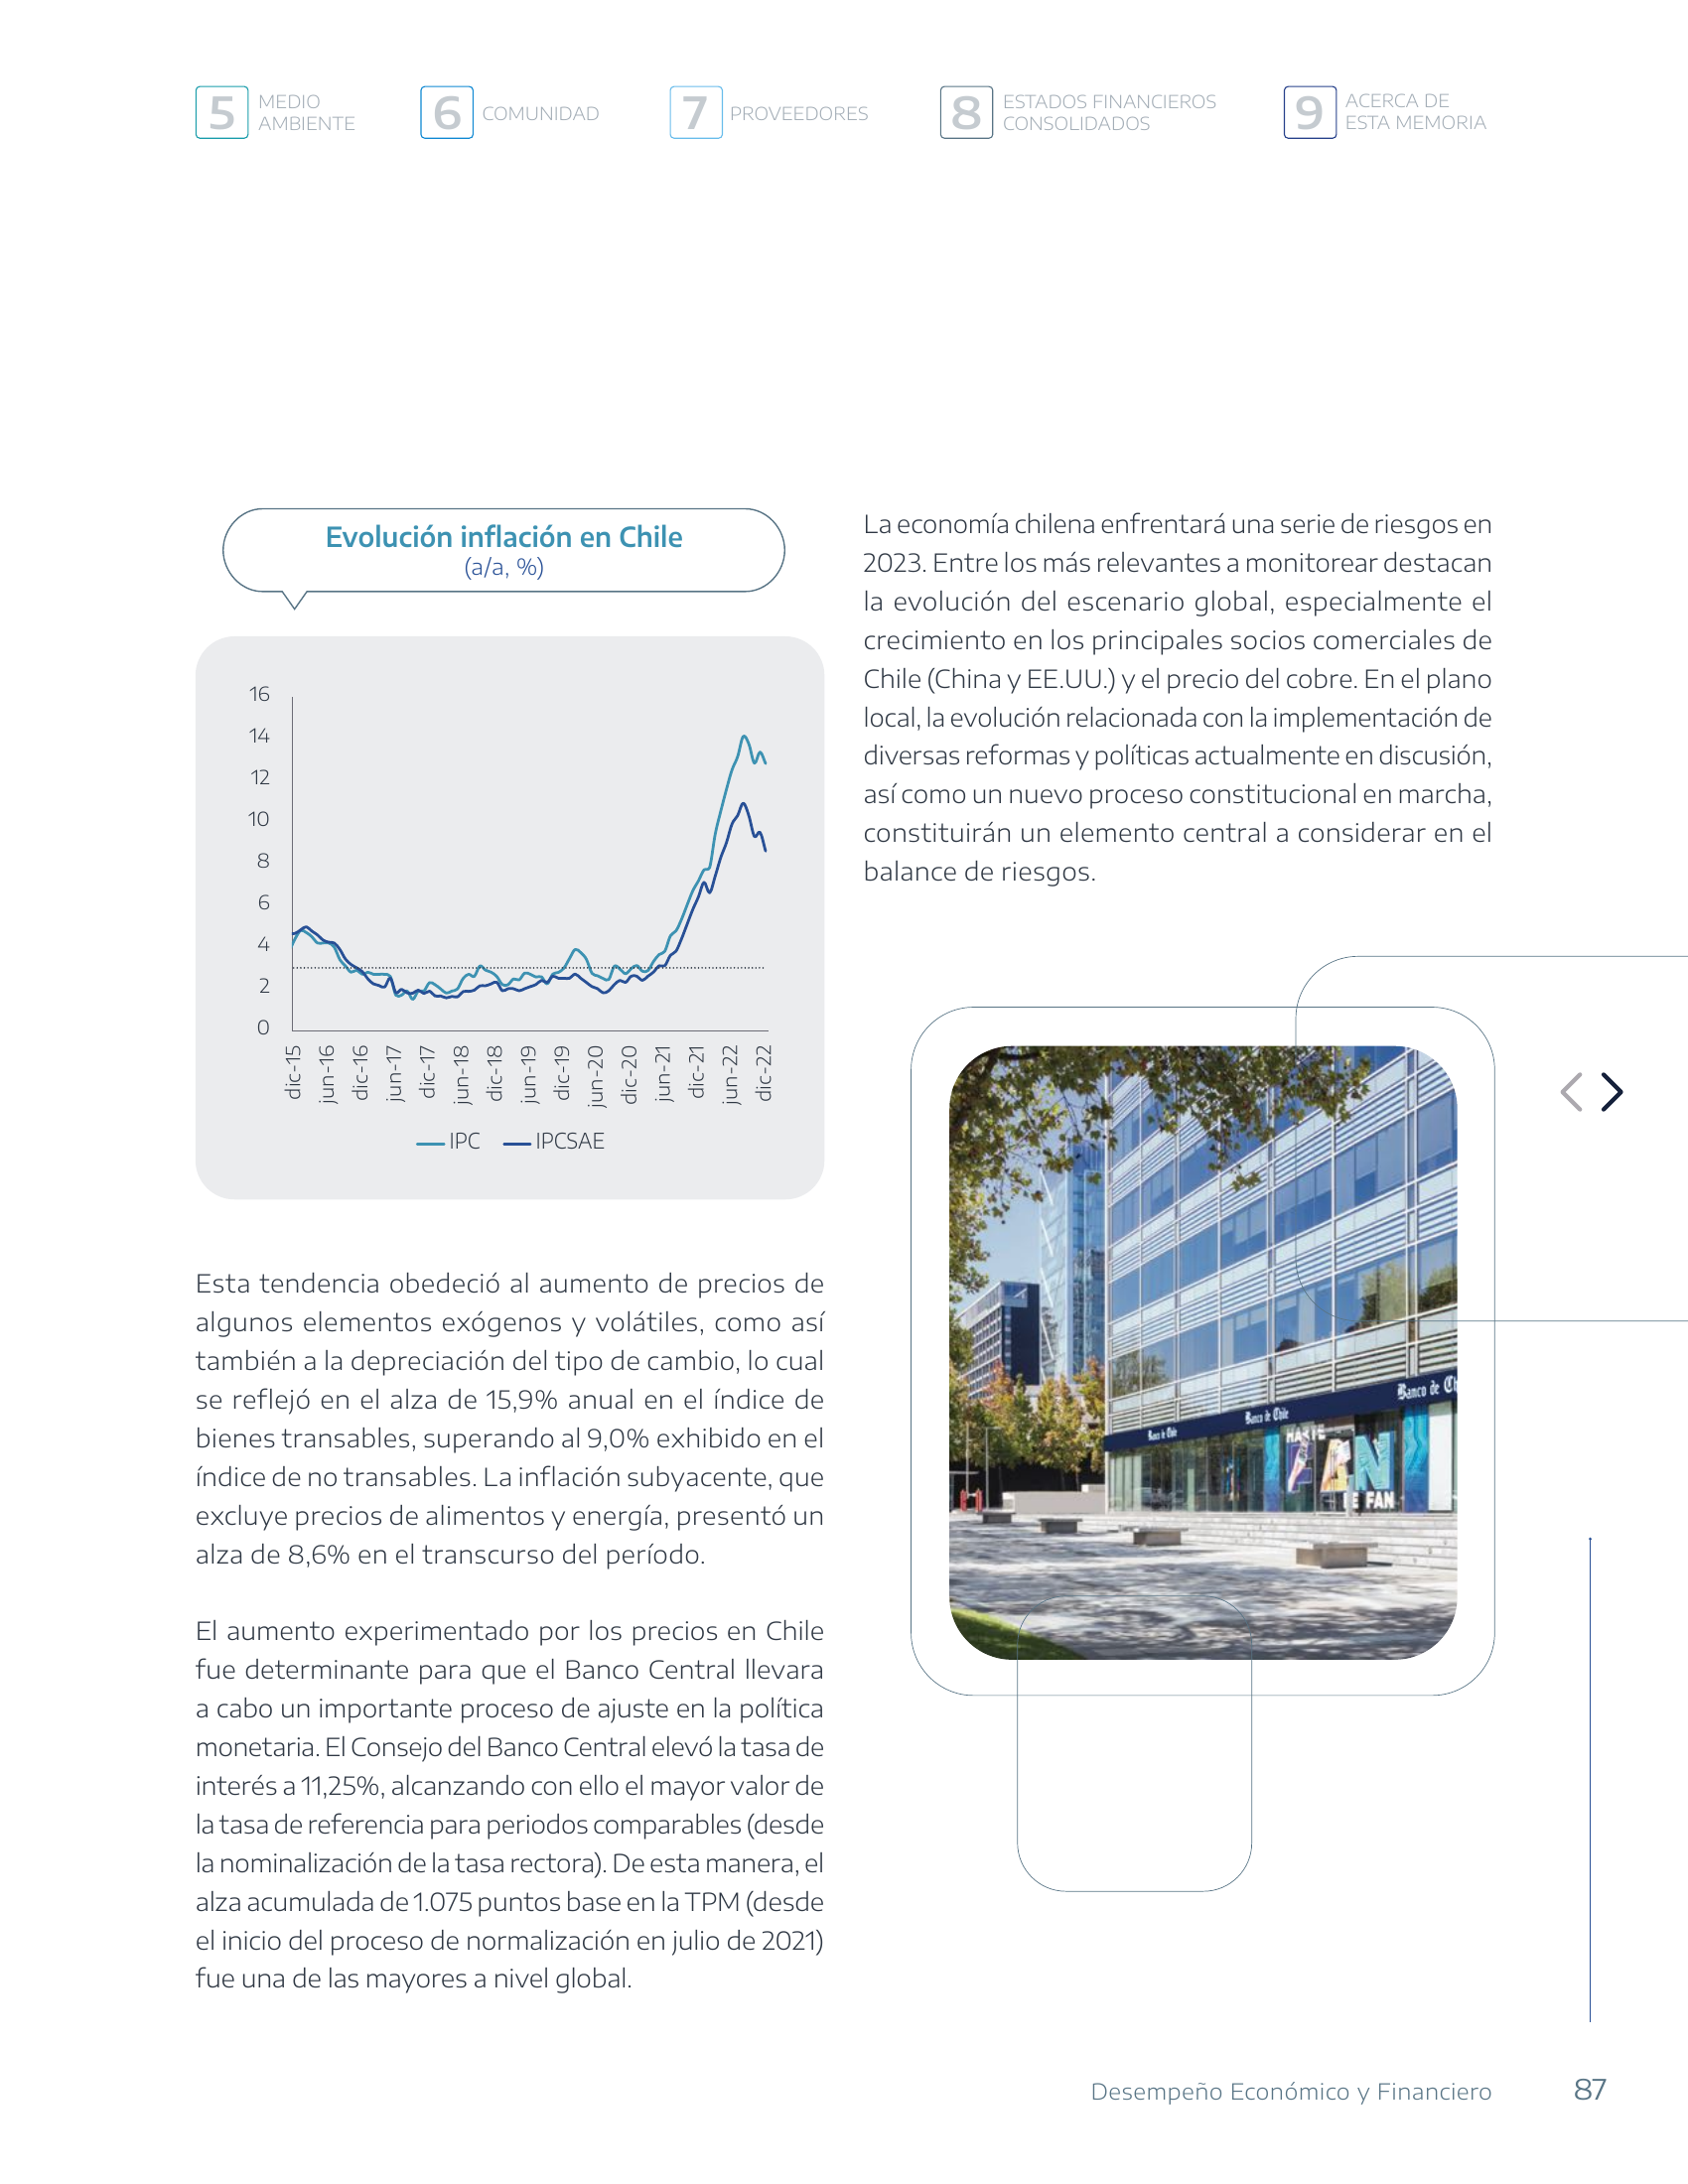 5 MEDIO
AMBIENTE
6 COMUNIDAD
7 PROVEEDORES
8 ESTADOS FINANCIEROS
CONSOLIDADOS
9 ACERCA DE
ESTA MEMORIA
Evolución inflación en Chile
(a/a, %)
16
14
12
10
8
6
4
2
0
dic-15
jun-16
dic-16
jun-17
dic-17
jun-18
dic-18
jun-19
dic-19
jun-20
dic-20
jun-21
dic-21
jun-22
dic-22
IPC IPCSAE
Esta tendencia obedeció al aumento de precios de
algunos elementos exógenos y volátiles, como así
también a la depreciación del tipo de cambio, lo cual
se reflejó en el alza de 15,9% anual en el índice de
bienes transables, superando al 9,0% exhibido en el
índice de no transables. La inflación subyacente, que
excluye precios de alimentos y energía, presentó un
alza de 8,6% en el transcurso del período.
El aumento experimentado por los precios en Chile
fue determinante para que el Banco Central llevara
a cabo un importante proceso de ajuste en la política
monetaria. El Consejo del Banco Central elevó la tasa de
interés a 11,25%, alcanzando con ello el mayor valor de
la tasa de referencia para periodos comparables (desde
la nominalización de la tasa rectora). De esta manera, el
alza acumulada de 1.075 puntos base en la TPM (desde
el inicio del proceso de normalización en julio de 2021)
fue una de las mayores a nivel global.
La economía chilena enfrentará una serie de riesgos en
2023. Entre los más relevantes a monitorear destacan
la evolución del escenario global, especialmente el
crecimiento en los principales socios comerciales de
Chile (China y EE.UU.) y el precio del cobre. En el plano
local, la evolución relacionada con la implementación de
diversas reformas y políticas actualmente en discusión,
así como un nuevo proceso constitucional en marcha,
constituirán un elemento central a considerar en el
balance de riesgos.
Banco de Ch
Banco de Chile
Banco de Chile
HAZTE
FAN
DE FAN
Desempeño Económico y Financiero 87